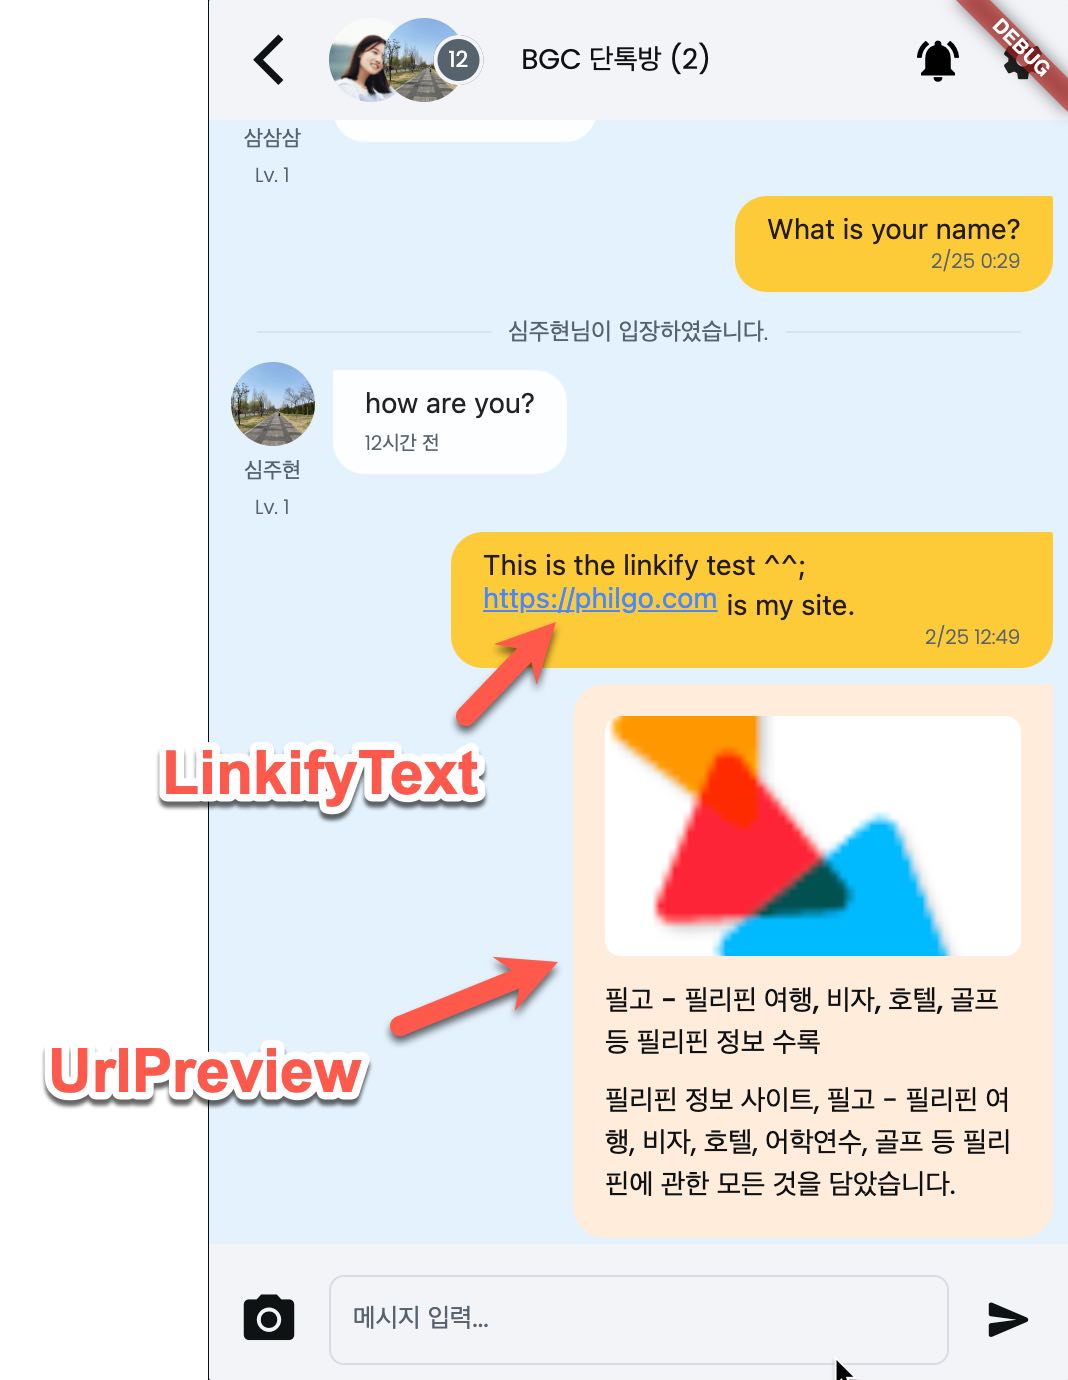 12
BGC 단톡방 (2)
DEBUG
삼삼삼
Lv. 1
What is your name?
2/25 0:29
심주현님이 입장하였습니다.
how are you?
12시간 전
심주현
Lv. 1
This is the linkify test ^^;
https://philgo.com is my site.
2/25 12:49
LinkifyText
UrlPreview
필고 - 필리핀 여행, 비자, 호텔, 골프
등 필리핀 정보 수록
필리핀 정보 사이트, 필고 - 필리핀 여
행, 비자, 호텔, 어학연수, 골프 등 필리
핀에 관한 모든 것을 담았습니다.
메시지 입력...